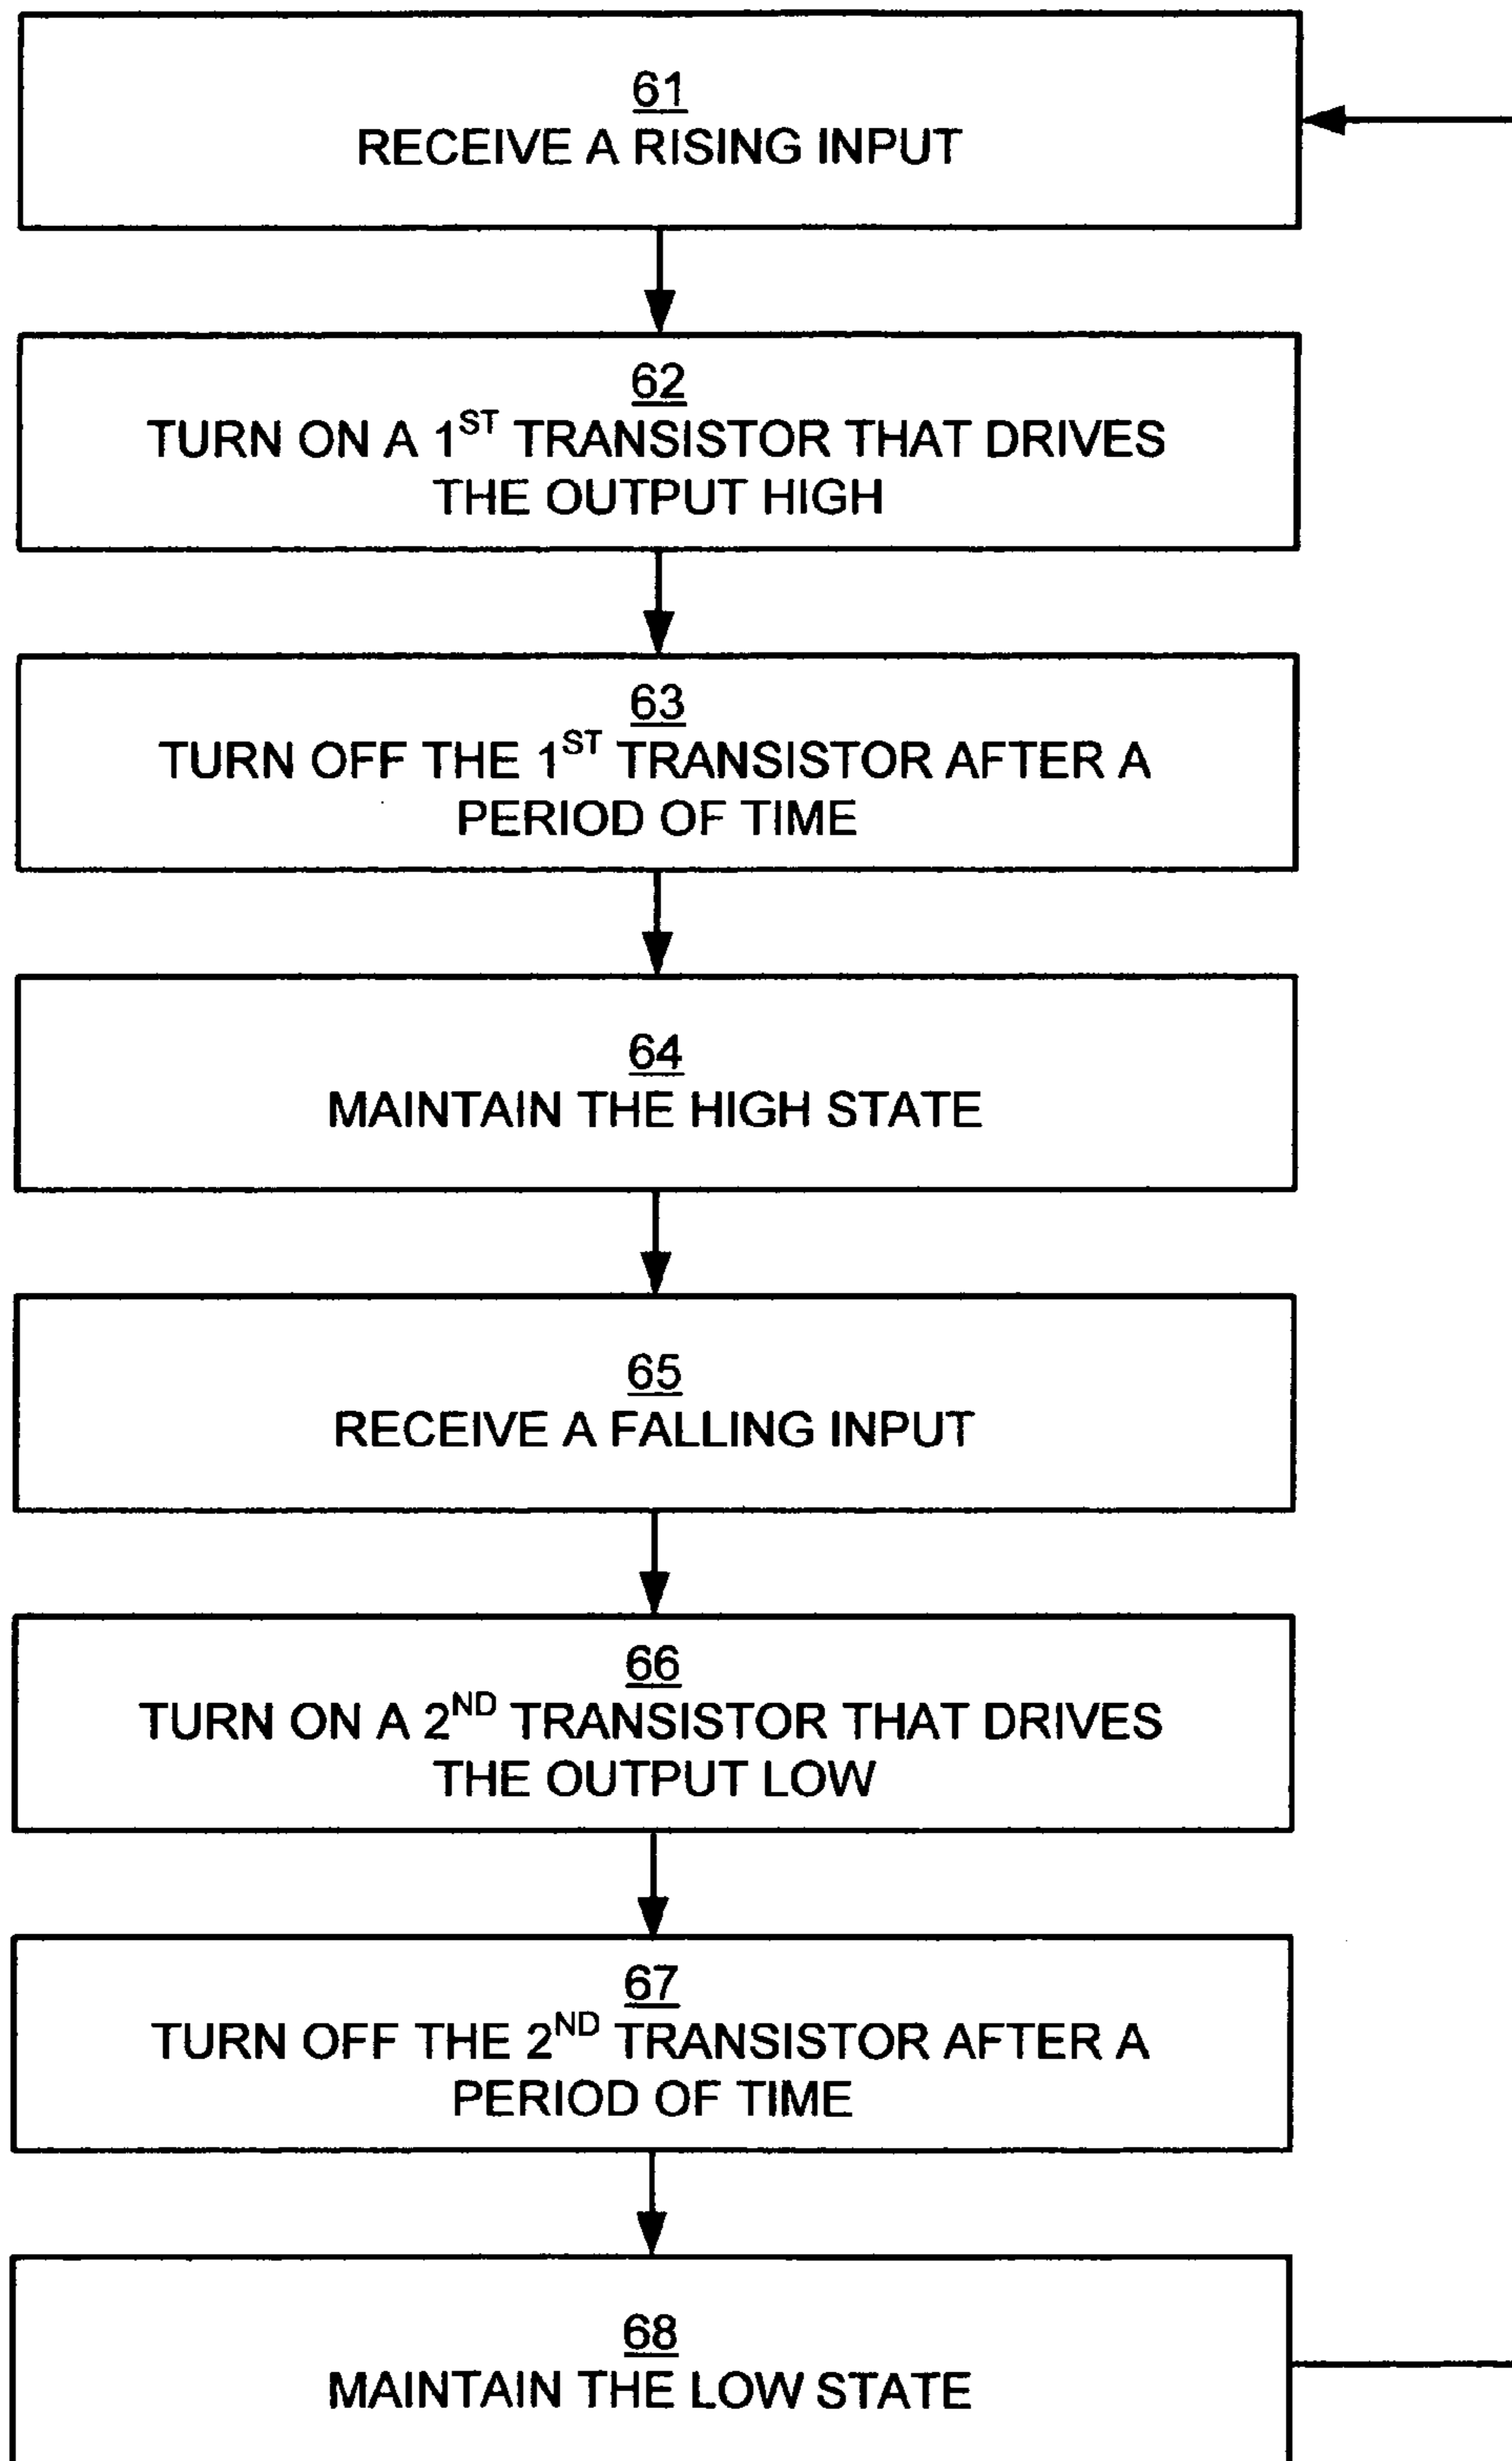 61
RECEIVE A RISING INPUT
62
TURN ON A 1ST TRANSISTOR THAT DRIVES
THE OUTPUT HIGH
63
TURN OFF THE 1ST TRANSISTOR AFTER A
PERIOD OF TIME
64
MAINTAIN THE HIGH STATE
65
RECEIVE A FALLING INPUT
66
TURN ON A 2ND TRANSISTOR THAT DRIVES
THE OUTPUT LOW
67
TURN OFF THE 2ND TRANSISTOR AFTER A
PERIOD OF TIME
68
MAINTAIN THE LOW STATE